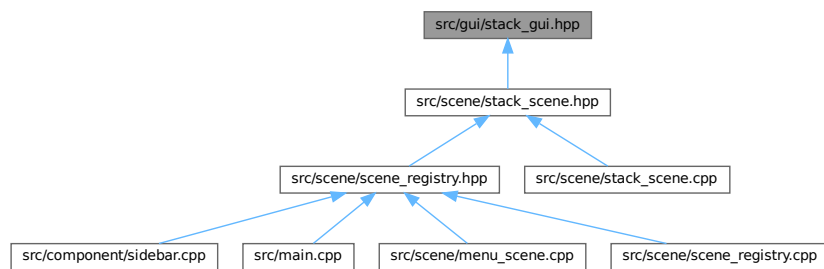 src/gui/stack_gui.hpp
src/scene/stack_scene.hpp
src/scene/scene_registry.hpp
src/scene/stack_scene.cpp
src/component/sidebar.cpp
src/main.cpp
src/scene/menu_scene.cpp
src/scene/scene_registry.cpp